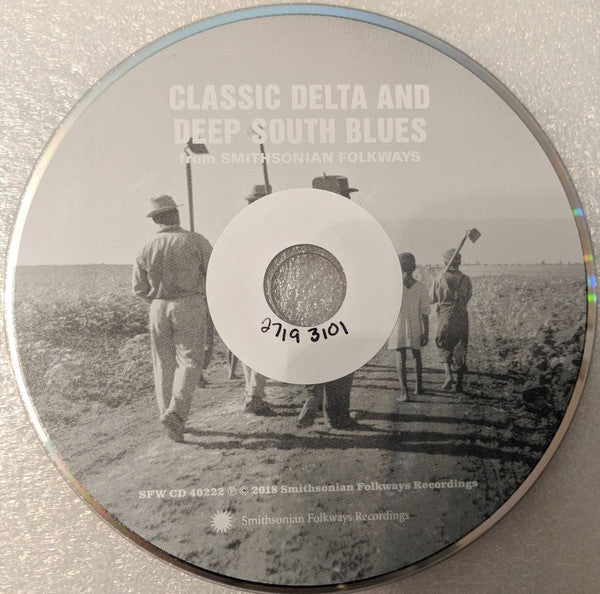 CLASSIC DELTA AND
DEEP SOUTH BLUES
from SMITHSONIAN FOLKWAYS
2719 3101
SFW CD 40222 ℗ © 2018 Smithsonian Folkways Recordings
Smithsonian Folkways Recordings